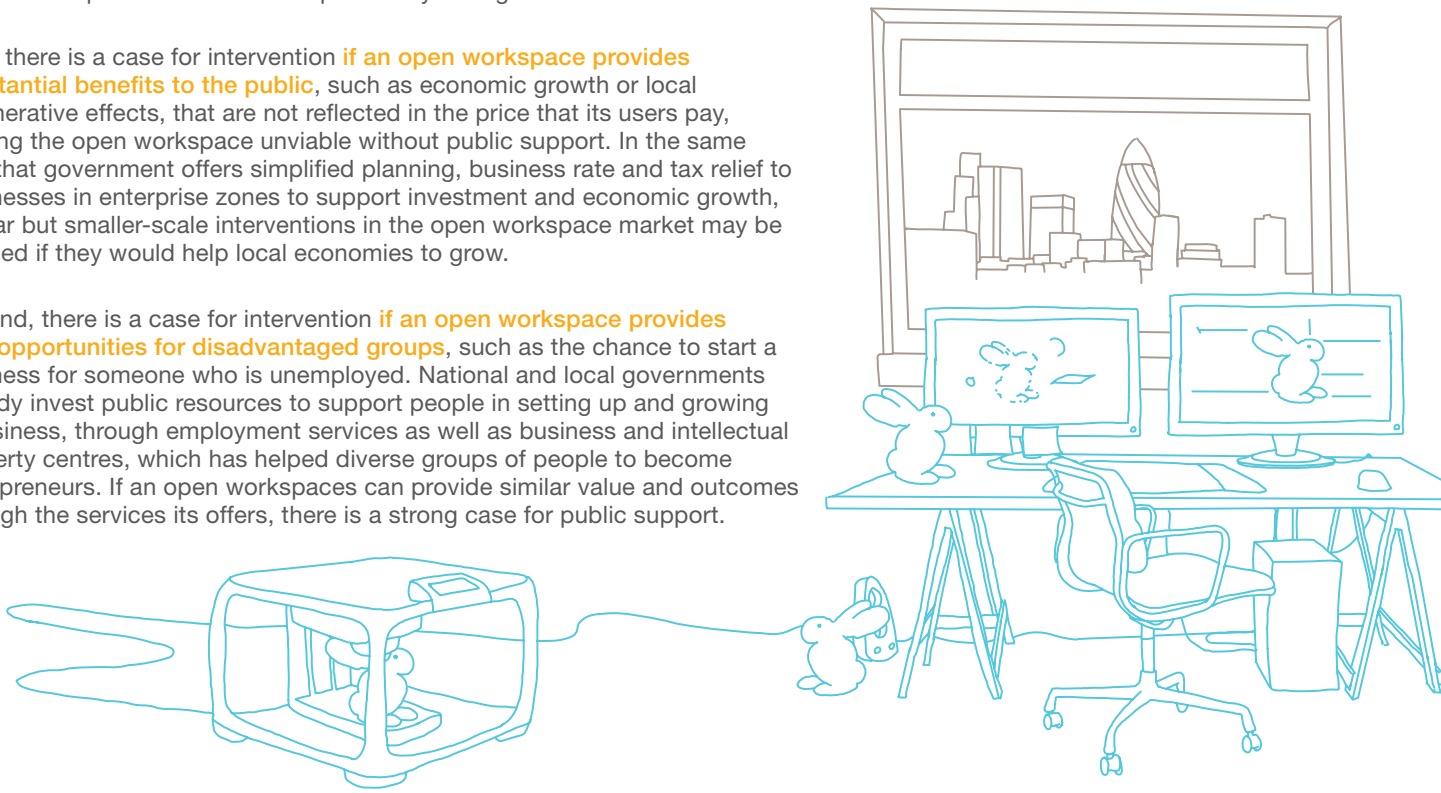 there is a case for intervention if an open workspace provides
tantial benefits to the public, such as economic growth or local
nerative effects, that are not reflected in the price that its users pay,
ng the open workspace unviable without public support. In the same
that government offers simplified planning, business rate and tax relief to
nesses in enterprise zones to support investment and economic growth,
ar but smaller-scale interventions in the open workspace market may be
ed if they would help local economies to grow.
nd, there is a case for intervention if an open workspace provides
opportunities for disadvantaged groups, such as the chance to start a
ness for someone who is unemployed. National and local governments
dy invest public resources to support people in setting up and growing
siness, through employment services as well as business and intellectual
erty centres, which has helped diverse groups of people to become
preneurs. If an open workspaces can provide similar value and outcomes
gh the services its offers, there is a strong case for public support.